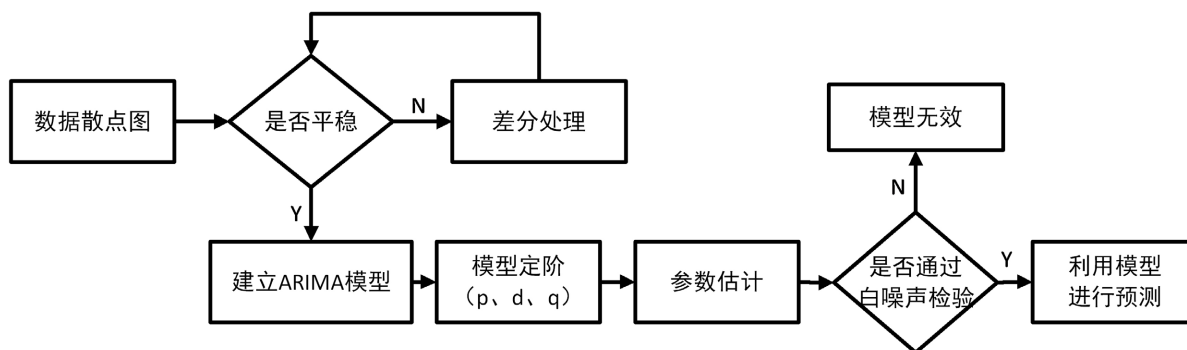 数据散点图
是否平稳
N
差分处理
Y
建立ARIMA模型
模型定阶
（p、d、q）
参数估计
是否通过
白噪声检验
N
模型无效
Y
利用模型
进行预测